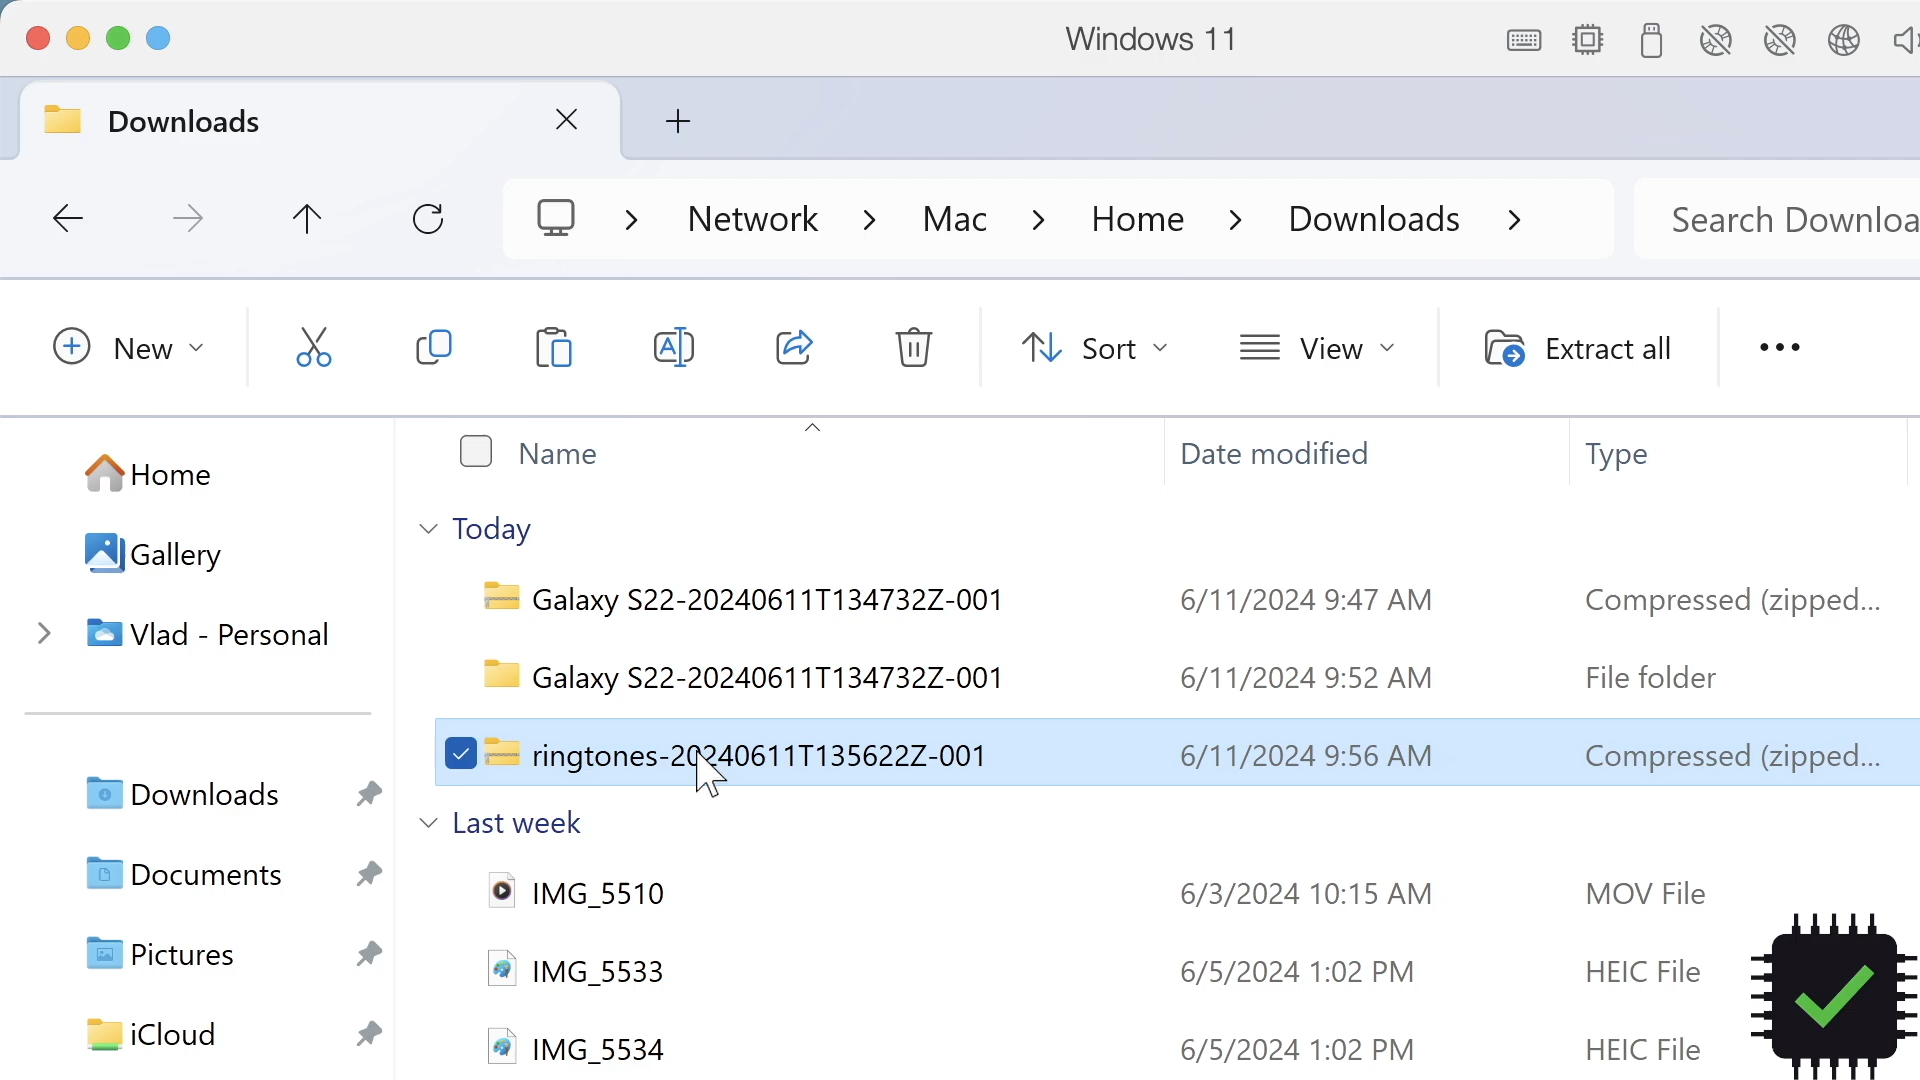 Windows 11
Downloads
Network > Mac > Home > Downloads >
Search Downloa
New
Sort
View
Extract all
Name
Date modified
Type
Home
Gallery
Vlad - Personal
Downloads
Documents
Pictures
iCloud
Today
Galaxy S22-20240611T134732Z-001 6/11/2024 9:47 AM Compressed (zipped...
Galaxy S22-20240611T134732Z-001 6/11/2024 9:52 AM File folder
ringtones-20240611T135622Z-001 6/11/2024 9:56 AM Compressed (zipped...
Last week
IMG_5510 6/3/2024 10:15 AM MOV File
IMG_5533 6/5/2024 1:02 PM HEIC File
IMG_5534 6/5/2024 1:02 PM HEIC File